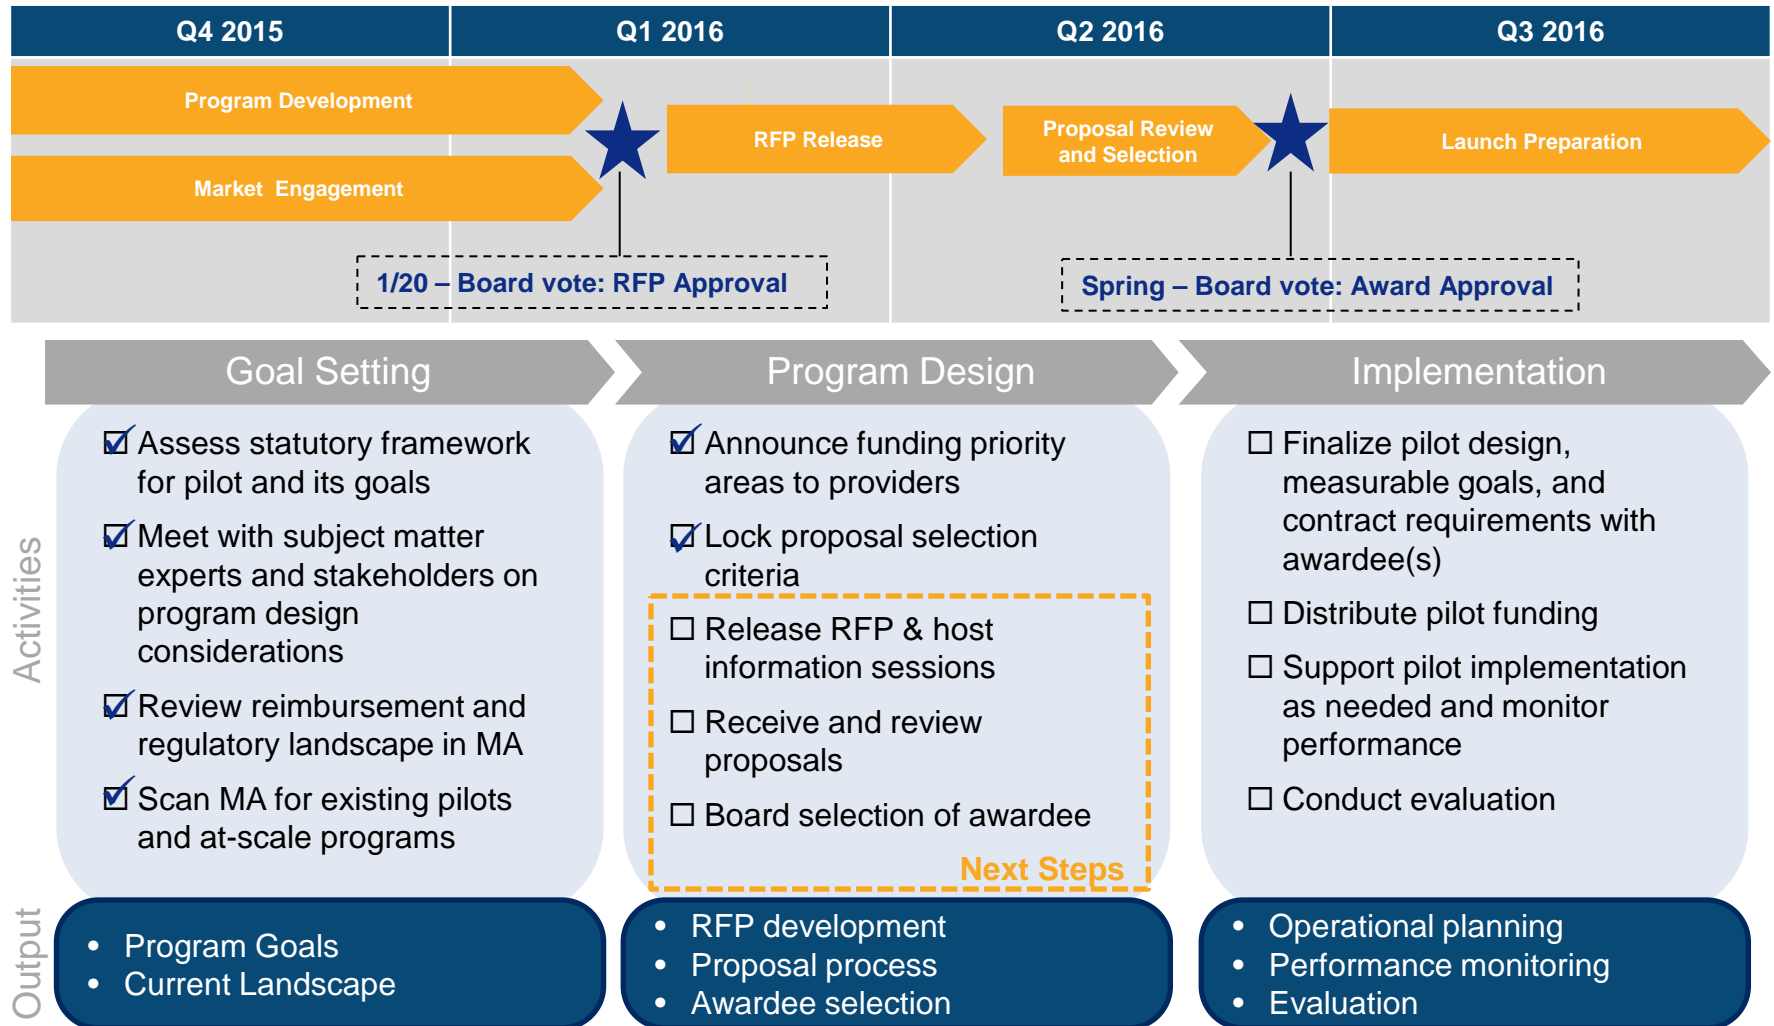 Q4 2015
Q1 2016
Q2 2016
Q3 2016
Program Development
Market Engagement
RFP Release
Proposal Review
and Selection
Launch Preparation
1/20 – Board vote: RFP Approval
Spring – Board vote: Award Approval
Goal Setting
Program Design
Implementation
Activities
Assess statutory framework
for pilot and its goals
Meet with subject matter
experts and stakeholders on
program design
considerations
Review reimbursement and
regulatory landscape in MA
Scan MA for existing pilots
and at-scale programs
Announce funding priority
areas to providers
Lock proposal selection
criteria
Release RFP & host
information sessions
Receive and review
proposals
Board selection of awardee
Next Steps
Finalize pilot design,
measurable goals, and
contract requirements with
awardee(s)
Distribute pilot funding
Support pilot implementation
as needed and monitor
performance
Conduct evaluation
Output
• Program Goals
• Current Landscape
• RFP development
• Proposal process
• Awardee selection
• Operational planning
• Performance monitoring
• Evaluation